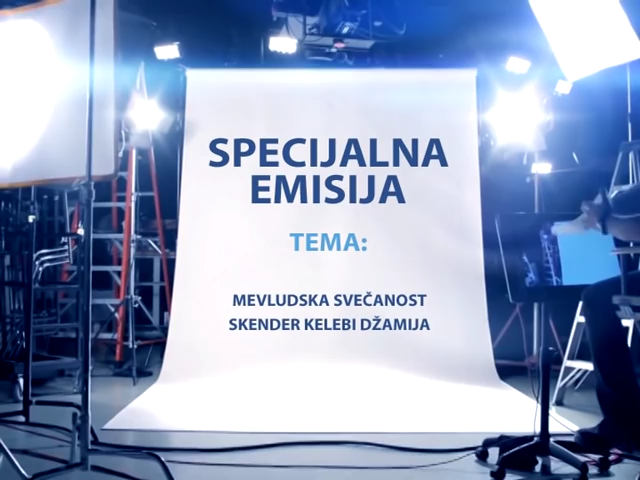 SPECIJALNA
EMISIJA
TEMA:
MEVLUDSKA SVEČANOST
SKENDER KELEBI DŽAMIJA